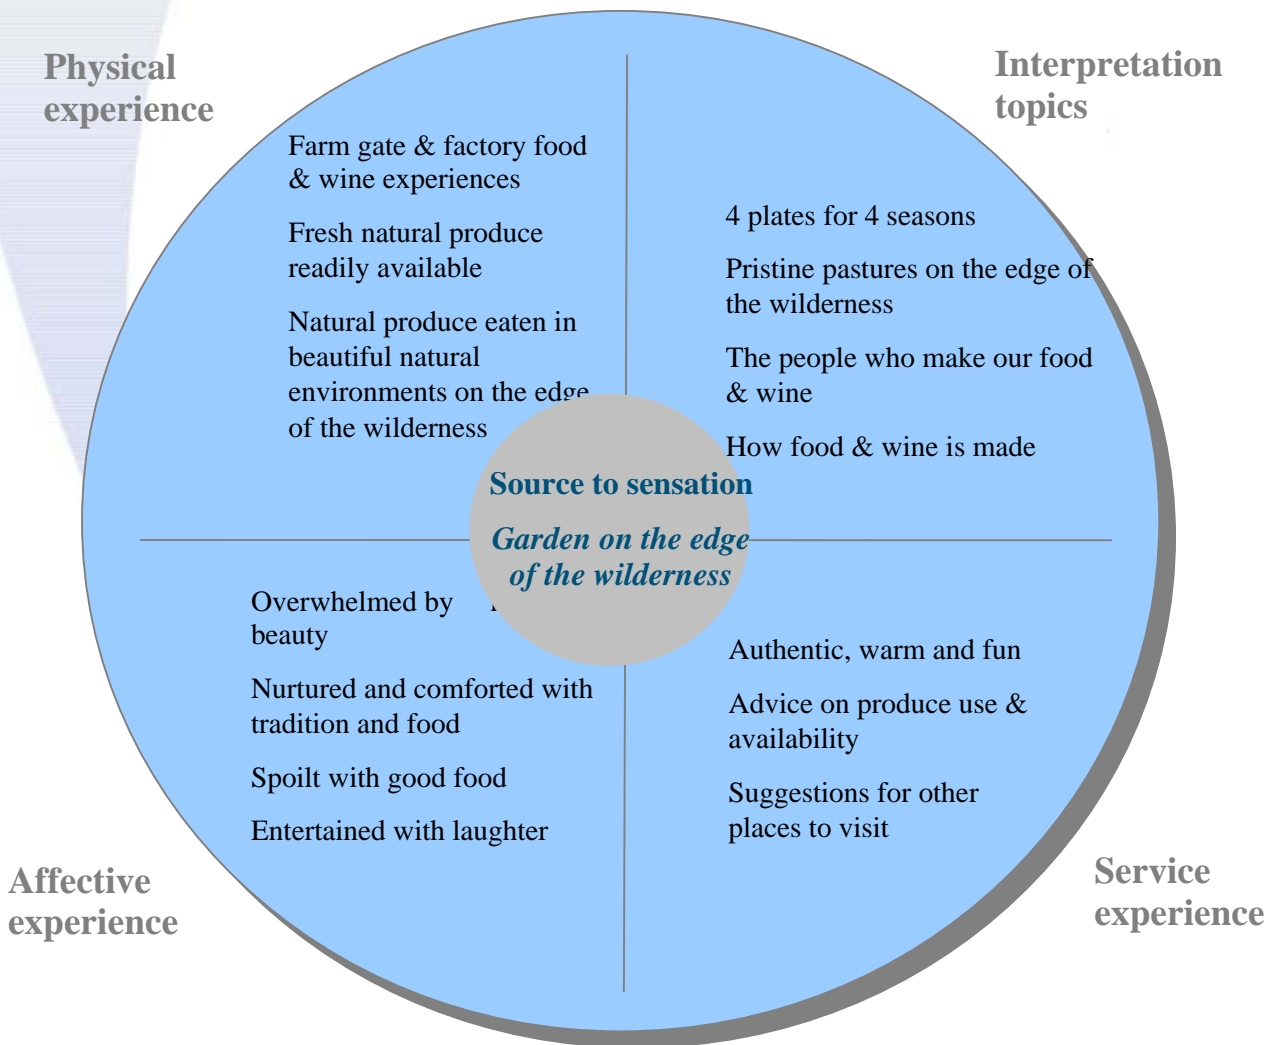 Physical
experience
Farm gate & factory food
& wine experiences
Fresh natural produce
readily available
Natural produce eaten in
beautiful natural
environments on the edge
of the wilderness
Interpretation
topics
4 plates for 4 seasons
Pristine pastures on the edge of
the wilderness
The people who make our food
& wine
How food & wine is made
Source to sensation
Garden on the edge
of the wilderness
Overwhelmed by
beauty
Nurtured and comforted with
tradition and food
Spoilt with good food
Entertained with laughter
Affective
experience
Authentic, warm and fun
Advice on produce use &
availability
Suggestions for other
places to visit
Service
experience